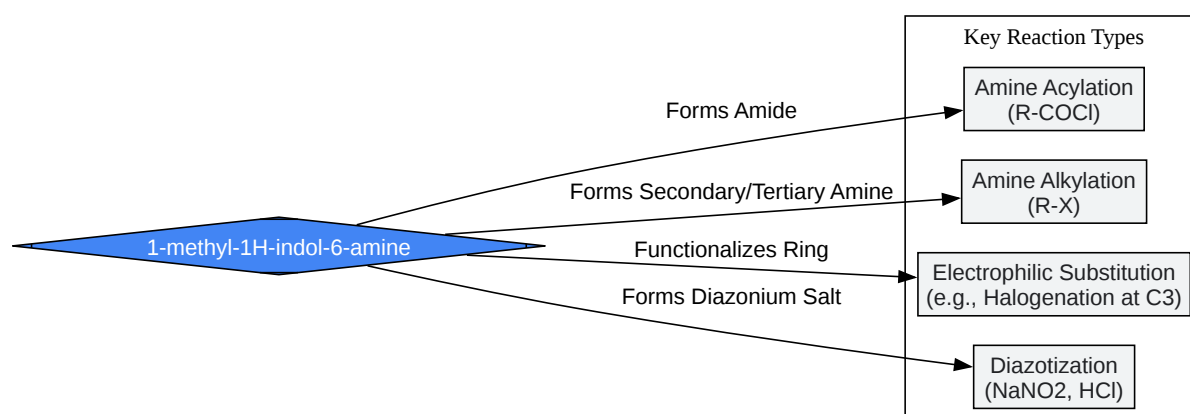 Key Reaction Types
Forms Amide
Amine Acylation
(R-COCl)
Forms Secondary/Tertiary Amine
Amine Alkylation
(R-X)
1-methyl-1H-indol-6-amine
Functionalizes Ring
Electrophilic Substitution
(e.g., Halogenation at C3)
Forms Diazonium Salt
Diazotization
(NaNO2, HCl)